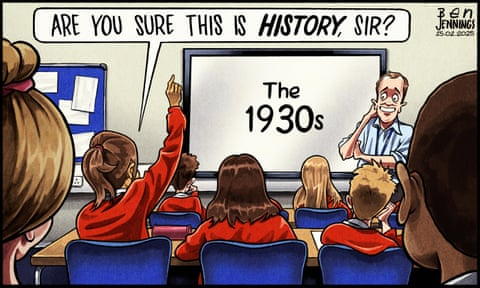 ARE YOU SURE THIS IS HISTORY, SIR?
Ben
JENNINGS
25.02.2025
The
1930s